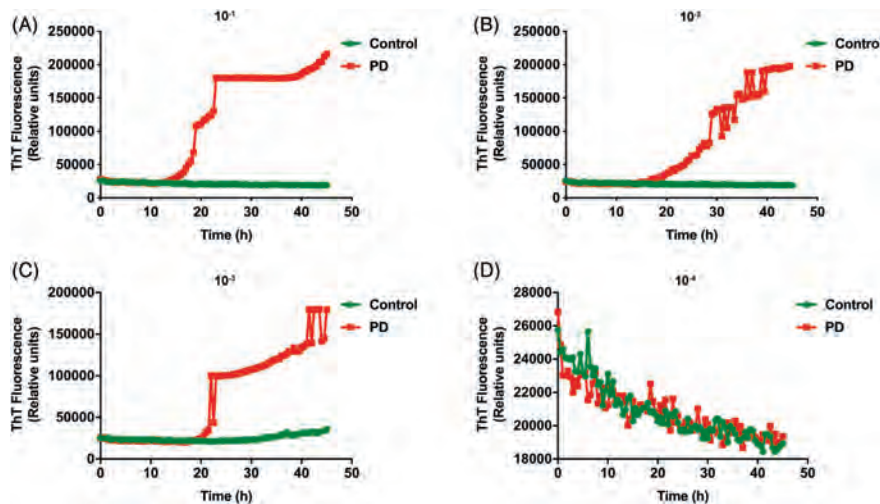 (A)
10⁻¹
ThT Fluorescence
(Relative units)
250000
200000
150000
100000
50000
0
0 10 20 30 40 50
Time (h)
Control
PD
(B)
10⁻²
ThT Fluorescence
(Relative units)
250000
200000
150000
100000
50000
0
0 10 20 30 40 50
Time (h)
Control
PD
(C)
10⁻³
ThT Fluorescence
(Relative units)
200000
150000
100000
50000
0
0 10 20 30 40 50
Time (h)
Control
PD
(D)
10⁻⁴
ThT Fluorescence
(Relative units)
28000
26000
24000
22000
20000
18000
0 10 20 30 40 50
Time (h)
Control
PD